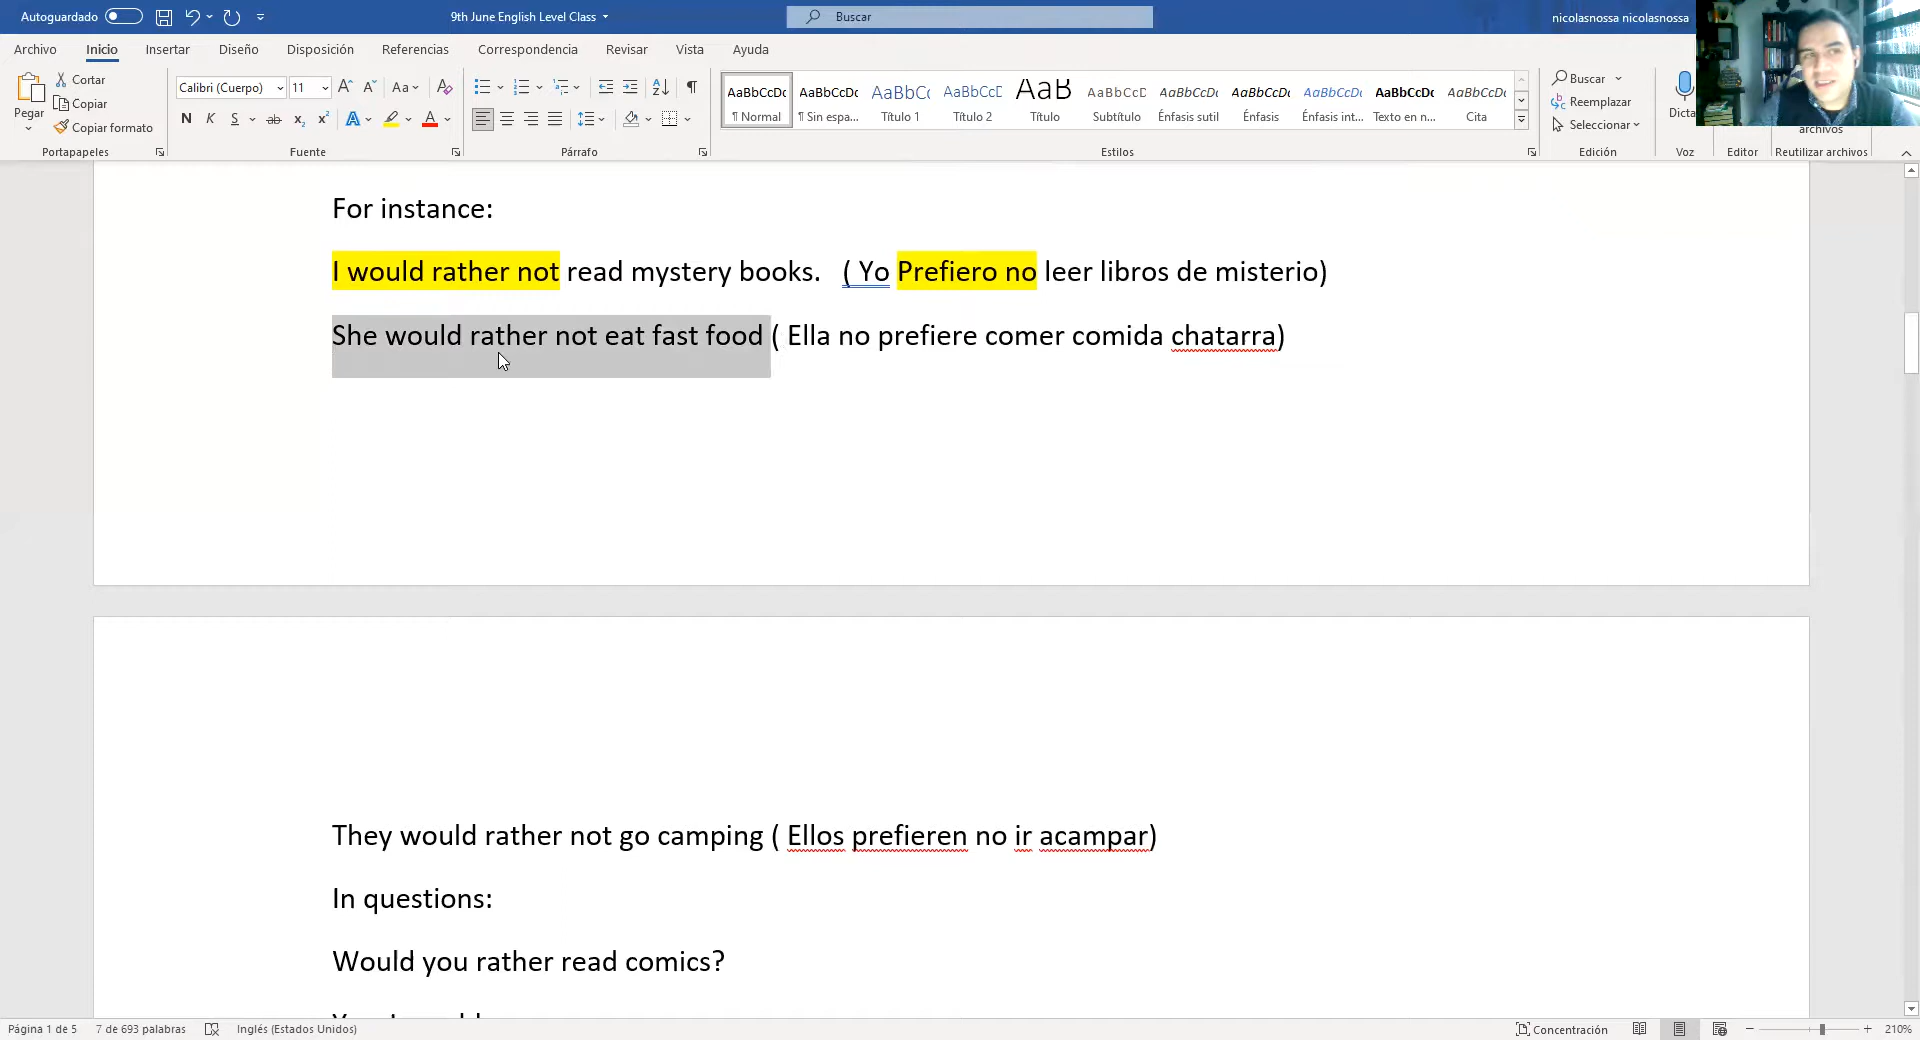 Autoguardado
9th June English Level Class
Buscar
nicolasnossa nicolasnossa
Archivo Inicio Insertar Diseño Disposición Referencias Correspondencia Revisar Vista Ayuda
Pegar
Cortar
Copiar
Copiar formato
Portapapeles
Calibri (Cuerpo) 11
Fuente
Párrafo
AaBbCcDc AaBbCcDc AaBbC AaBbCcD AaB AaBbCcD AaBbCcDc AaBbCcDc AaBbCcDc AaBbCcDc AaBbCcDc
¶ Normal ¶ Sin espa... Título 1 Título 2 Título Subtítulo Énfasis sutil Énfasis Énfasis int... Texto en n... Cita
Estilos
Buscar
Reemplazar
Seleccionar
Edición
Dicta
Voz
Editor
archivos
Reutilizar archivos
For instance:
I would rather not read mystery books. ( Yo Prefiero no leer libros de misterio)
She would rather not eat fast food ( Ella no prefiere comer comida chatarra)
They would rather not go camping ( Ellos prefieren no ir acampar)
In questions:
Would you rather read comics?
Página 1 de 5 7 de 693 palabras Inglés (Estados Unidos)
Concentración
210%